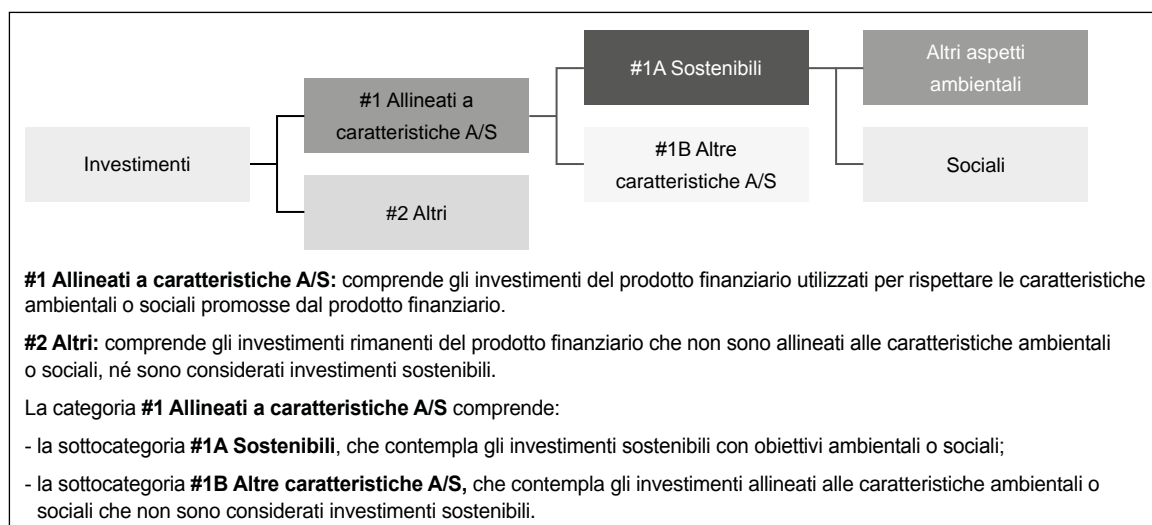 Investimenti
#1 Allineati a
caratteristiche A/S
#2 Altri
#1A Sostenibili
#1B Altre
caratteristiche A/S
Altri aspetti
ambientali
Sociali
#1 Allineati a caratteristiche A/S: comprende gli investimenti del prodotto finanziario utilizzati per rispettare le caratteristiche
ambientali o sociali promosse dal prodotto finanziario.
#2 Altri: comprende gli investimenti rimanenti del prodotto finanziario che non sono allineati alle caratteristiche ambientali
o sociali, né sono considerati investimenti sostenibili.
La categoria #1 Allineati a caratteristiche A/S comprende:
- la sottocategoria #1A Sostenibili, che contempla gli investimenti sostenibili con obiettivi ambientali o sociali;
- la sottocategoria #1B Altre caratteristiche A/S, che contempla gli investimenti allineati alle caratteristiche ambientali o
sociali che non sono considerati investimenti sostenibili.